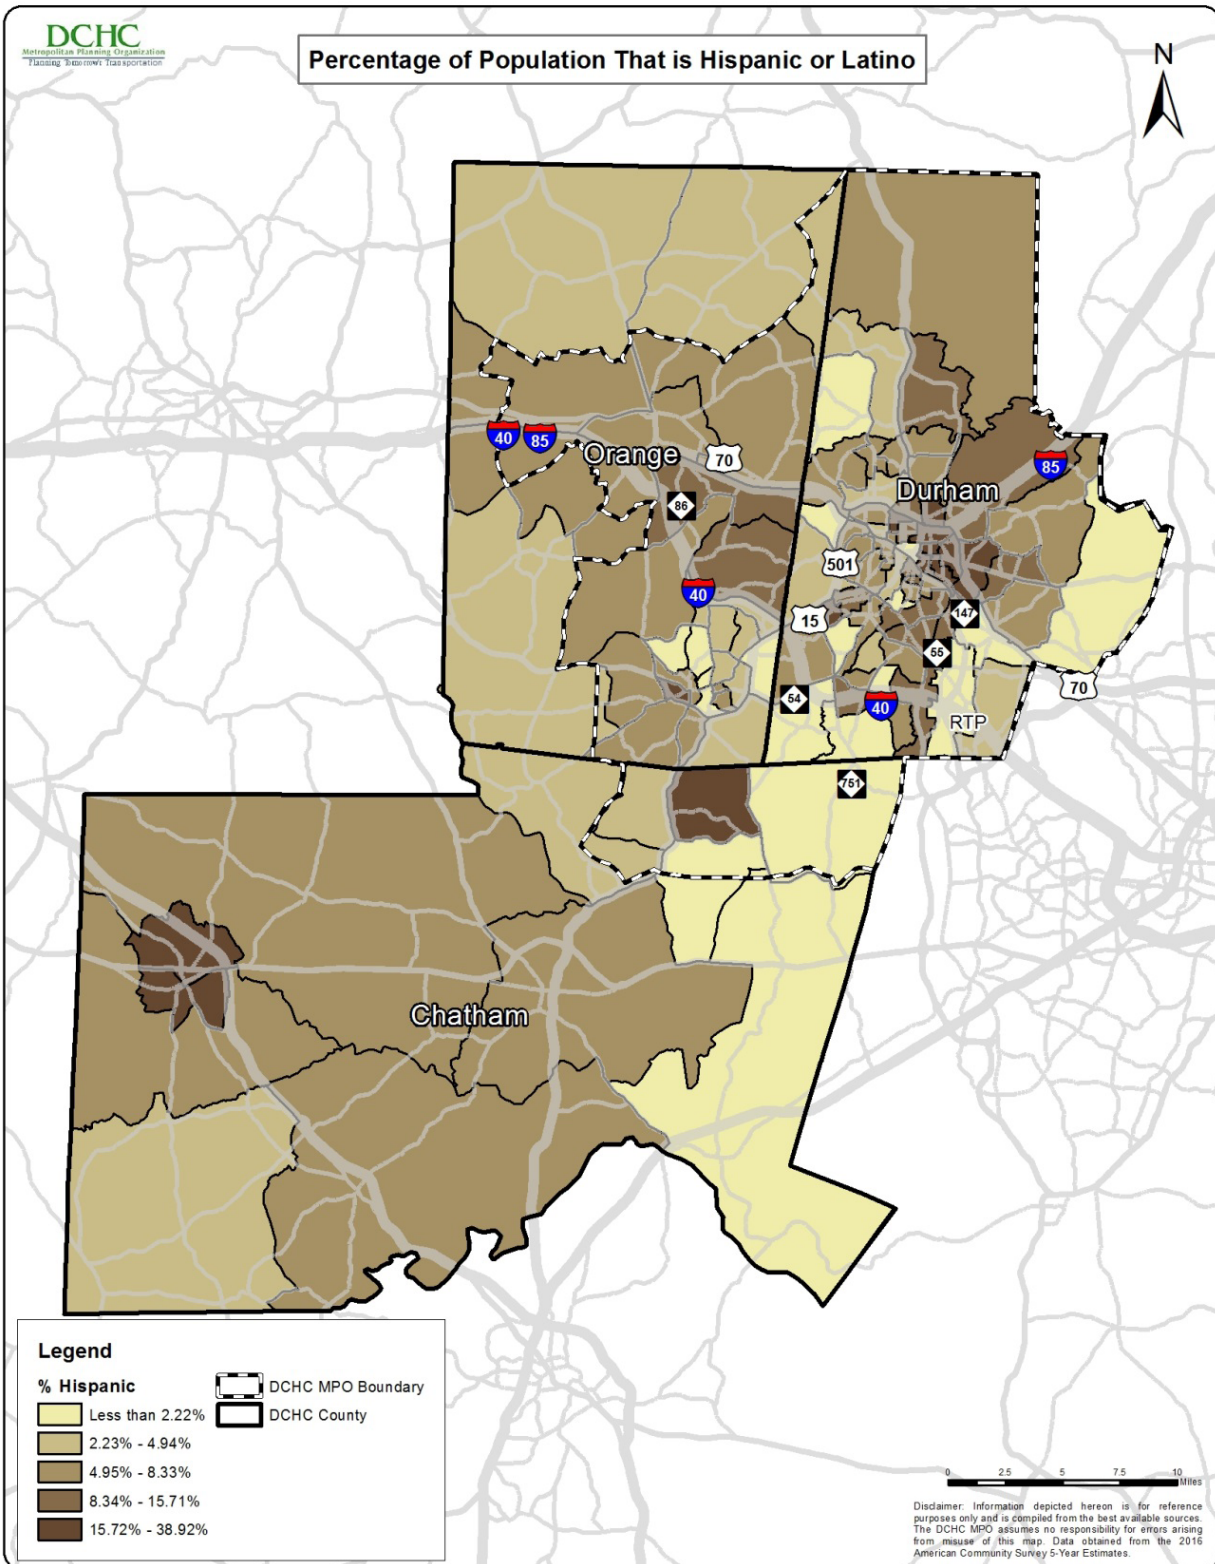 DCHC
Metropolitan Planning Organization
Planning Tomorrow's Transportation
Percentage of Population That is Hispanic or Latino
N
40
85
Orange
70
86
85
Durham
501
40
15
147
55
70
54
40
RTP
751
Chatham
Legend
% Hispanic
Less than 2.22%
2.23% - 4.94%
4.95% - 8.33%
8.34% - 15.71%
15.72% - 38.92%
DCHC MPO Boundary
DCHC County
0 2.5 5 7.5 10
Miles
Disclaimer: Information depicted hereon is for reference
purposes only and is compiled from the best available sources.
The DCHC MPO assumes no responsibility for errors arising
from misuse of this map. Data obtained from the 2016
American Community Survey 5-Year Estimates.